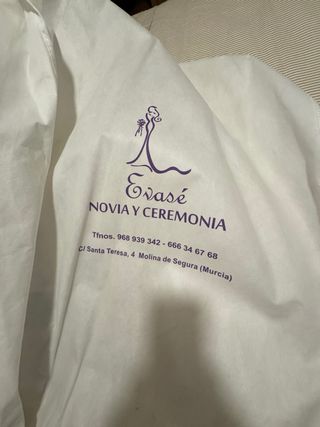 Evasé
NOVIA Y CEREMONIA
Tfnos. 968 939 342 - 666 34 67 68
C/ Santa Teresa, 4 Molina de Segura (Murcia)